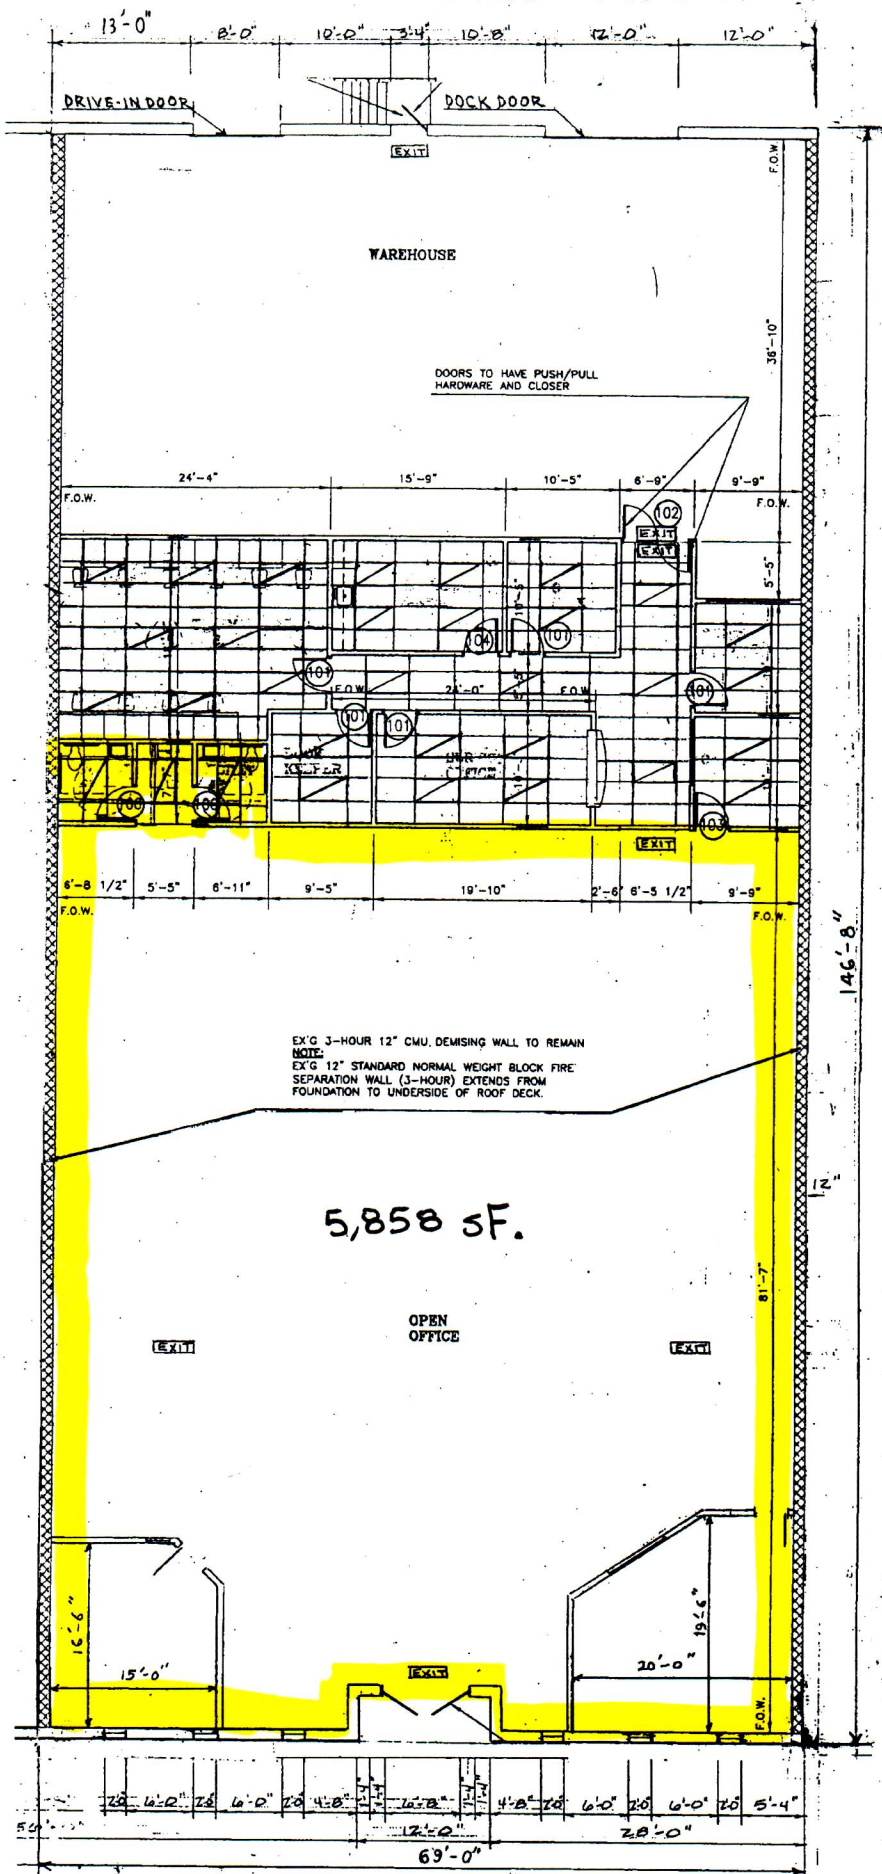 13'-0"
8'-0"
10'-0"
3'-4"
10'-8"
12'-0"
12'-0"
DRIVE-IN DOOR
DOCK DOOR
EXIT
F.O.W.
WAREHOUSE
36'-10"
DOORS TO HAVE PUSH/PULL
HARDWARE AND CLOSER
24'-4"
15'-9"
10'-5"
6'-9"
9'-9"
F.O.W.
F.O.W.
102
EXIT
EXIT
5'-5"
104
101
101
F.O.W.
24'-0"
F.O.W.
101
101
101
KEEPER
OFFICE
103
EXIT
6'-8 1/2"
5'-5"
6'-11"
9'-5"
19'-10"
2'-6"
6'-5 1/2"
9'-9"
F.O.W.
F.O.W.
146'-8"
EX'G 3-HOUR 12" CMU. DEMISING WALL TO REMAIN
NOTE:
EX'G 12" STANDARD NORMAL WEIGHT BLOCK FIRE
SEPARATION WALL (3-HOUR) EXTENDS FROM
FOUNDATION TO UNDERSIDE OF ROOF DECK.
12"
5,858 SF.
81'-7"
OPEN
OFFICE
EXIT
EXIT
16'-6"
19'-6"
15'-0"
20'-0"
EXIT
F.O.W.
2'0"
6'-0"
2'0"
6'-0"
2'0"
4'-8"
6'-8"
4'-8"
2'0"
6'-0"
2'0"
6'-0"
2'0"
5'-4"
12'-0"
28'-0"
69'-0"